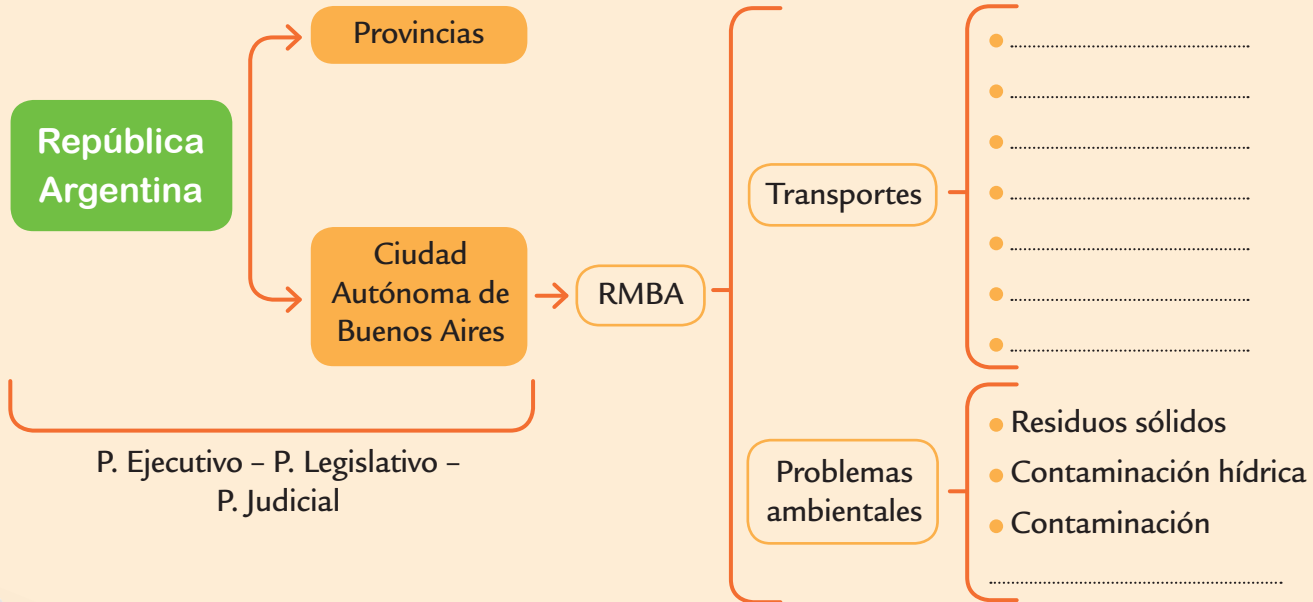 República
Argentina
Provincias
Ciudad
Autónoma de
Buenos Aires
P. Ejecutivo – P. Legislativo –
P. Judicial
RMBA
Transportes
Problemas
ambientales
Residuos sólidos
Contaminación hídrica
Contaminación